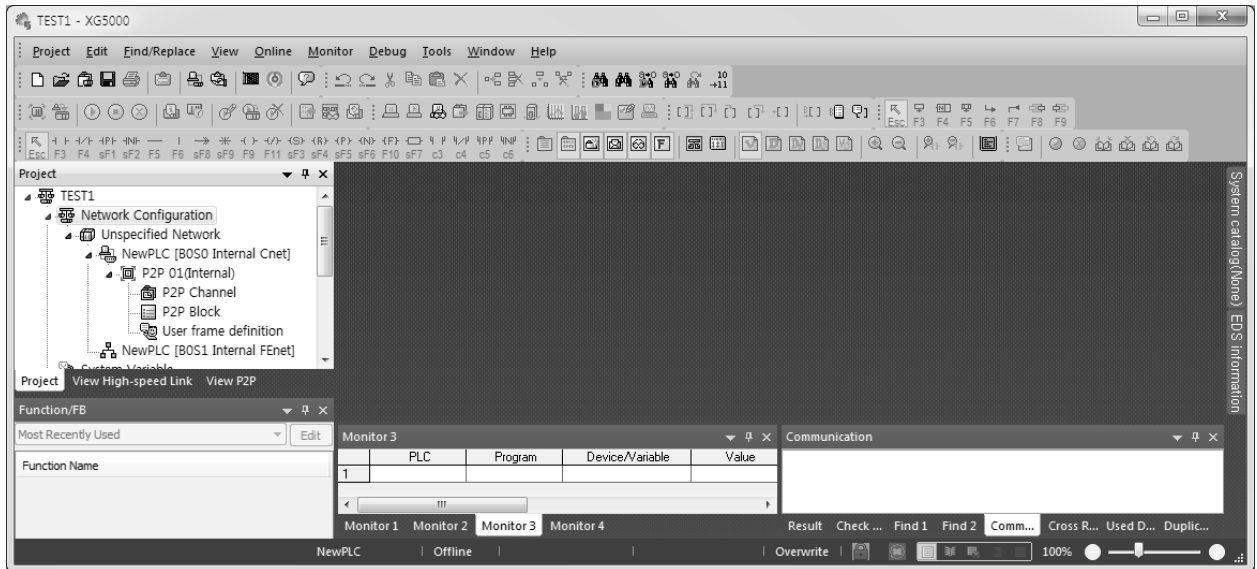 TEST1 - XG5000
Project Edit Find/Replace View Online Monitor Debug Tools Window Help
Esc F3 F4 F5 F6 F7 F8 F9
Esc F3 F4 sF1 sF2 F5 F6 sF8 sF9 F9 F11 sF3 sF4 sF5 sF6 F10 sF7 c3 c4 c5 c6
Project
TEST1
Network Configuration
Unspecified Network
NewPLC [B0S0 Internal Cnet]
P2P 01(Internal)
P2P Channel
P2P Block
User frame definition
NewPLC [B0S1 Internal FEnet]
System Variable
Project View High-speed Link View P2P
System catalog(None)
EDS information
Function/FB
Most Recently Used Edit
Function Name
Monitor 3
PLC Program Device/Variable Value
1
Monitor 1 Monitor 2 Monitor 3 Monitor 4
Communication
Result Check ... Find 1 Find 2 Comm... Cross R... Used D... Duplic...
NewPLC Offline Overwrite 100%